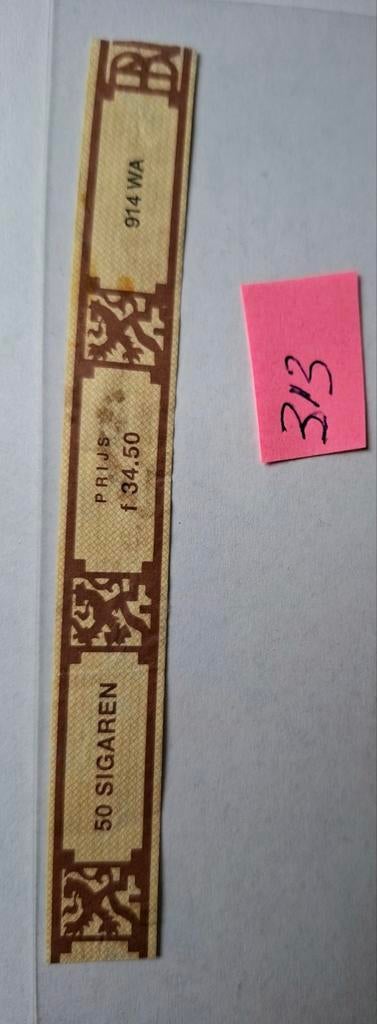 50 SIGAREN
PRIJS
f 34.50
914 WA
313